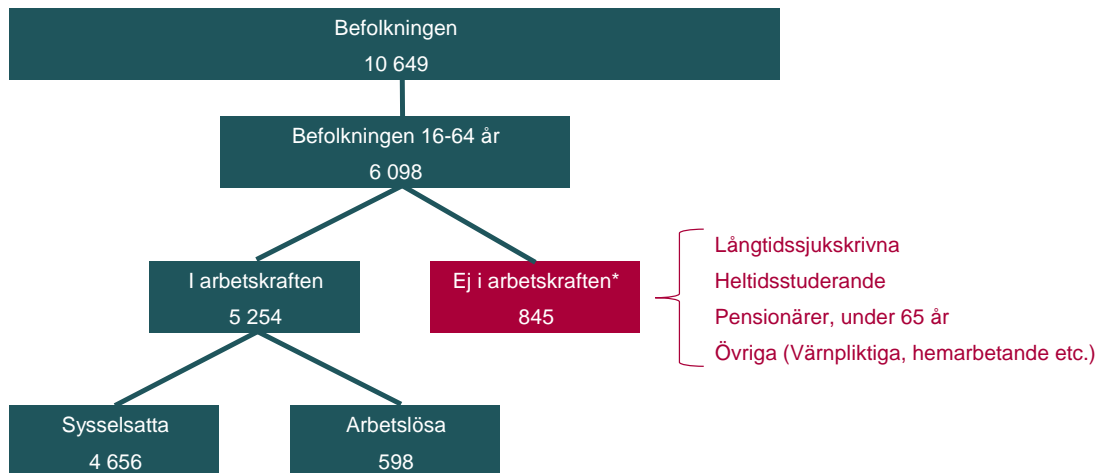 Befolkningen
10 649
Befolkningen 16-64 år
6 098
I arbetskraften
5 254
Ej i arbetskraften*
845
Långtidssjukskrivna
Heltidsstuderande
Pensionärer, under 65 år
Övriga (Värnpliktiga, hemarbetande etc.)
Sysselsatta
4 656
Arbetslösa
598